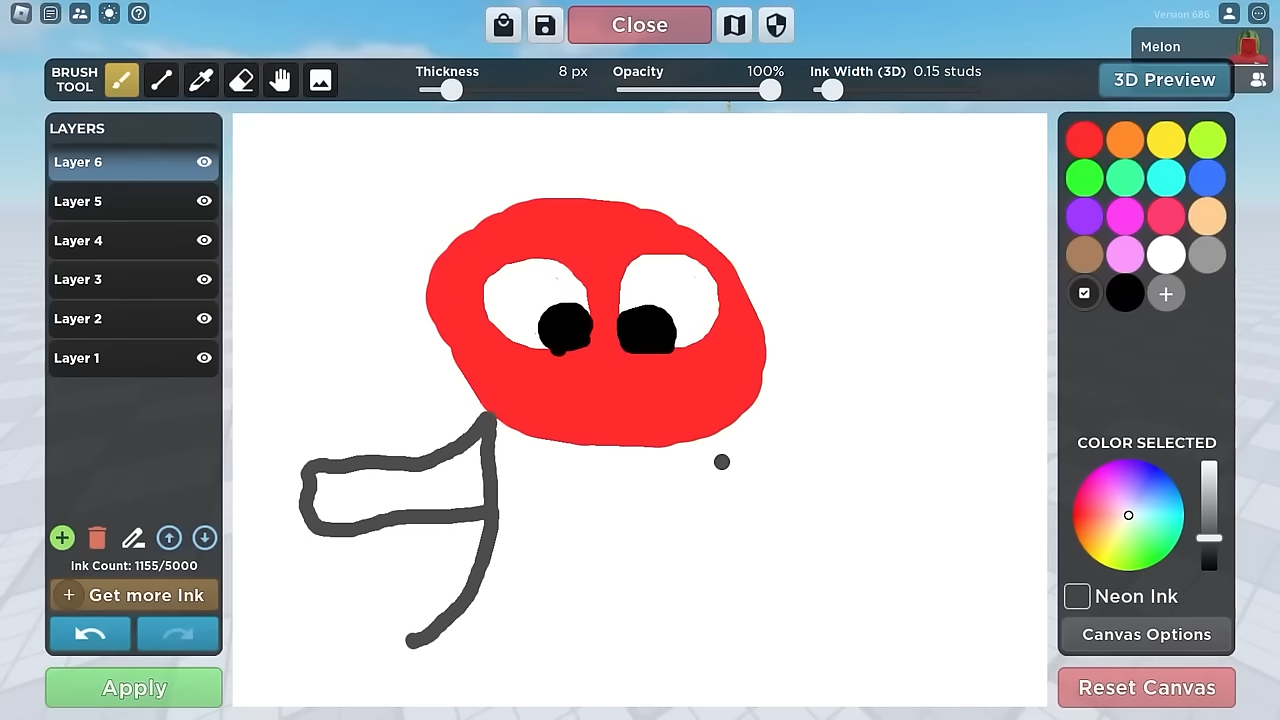 Version 686
Close
Melon
BRUSH
TOOL
Thickness 8 px
Opacity 100%
Ink Width (3D) 0.15 studs
3D Preview
LAYERS
Layer 6
Layer 5
Layer 4
Layer 3
Layer 2
Layer 1
Ink Count: 1155/5000
+ Get more Ink
Apply
COLOR SELECTED
Neon Ink
Canvas Options
Reset Canvas